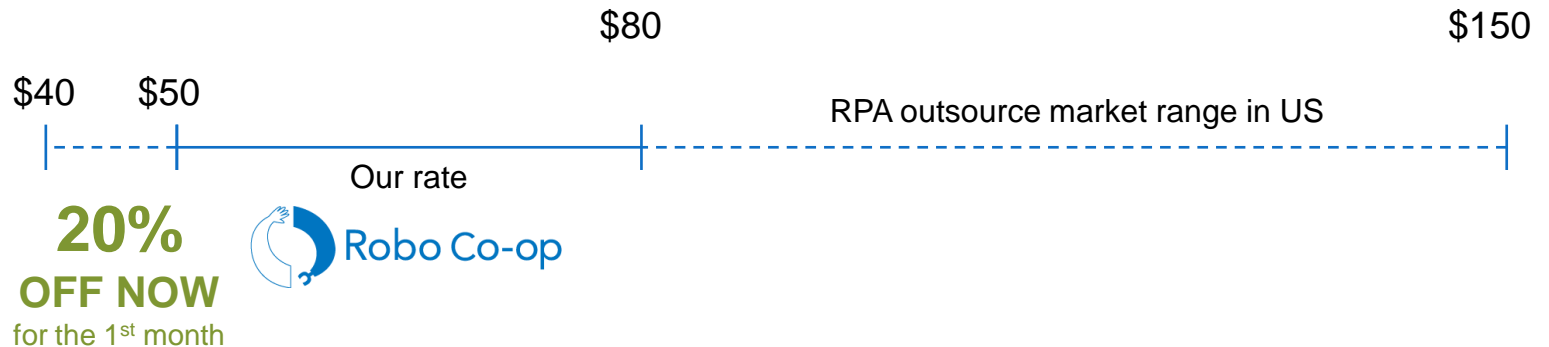 $80 $150
$40 $50
RPA outsource market range in US
Our rate
20%
OFF NOW
for the 1st month
Robo Co-op